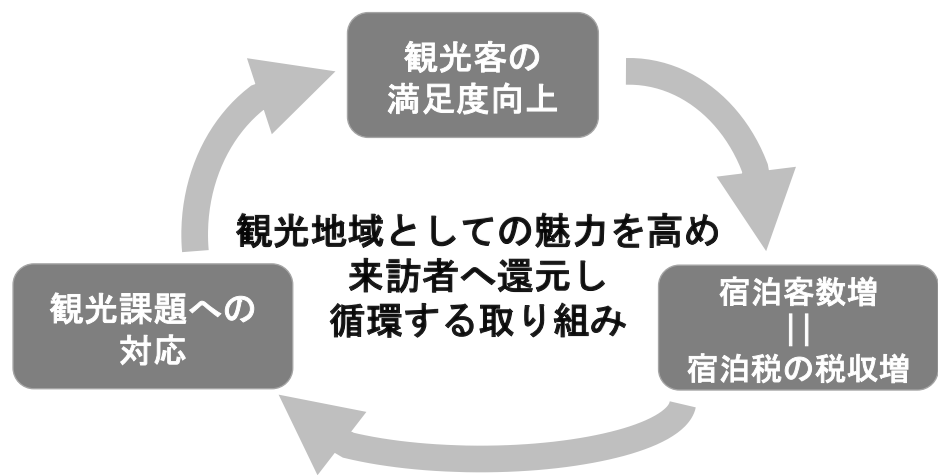 観光客の
満足度向上
観光地域としての魅力を高め
来訪者へ還元し
循環する取り組み
宿泊客数増
||
宿泊税の税収増
観光課題への
対応